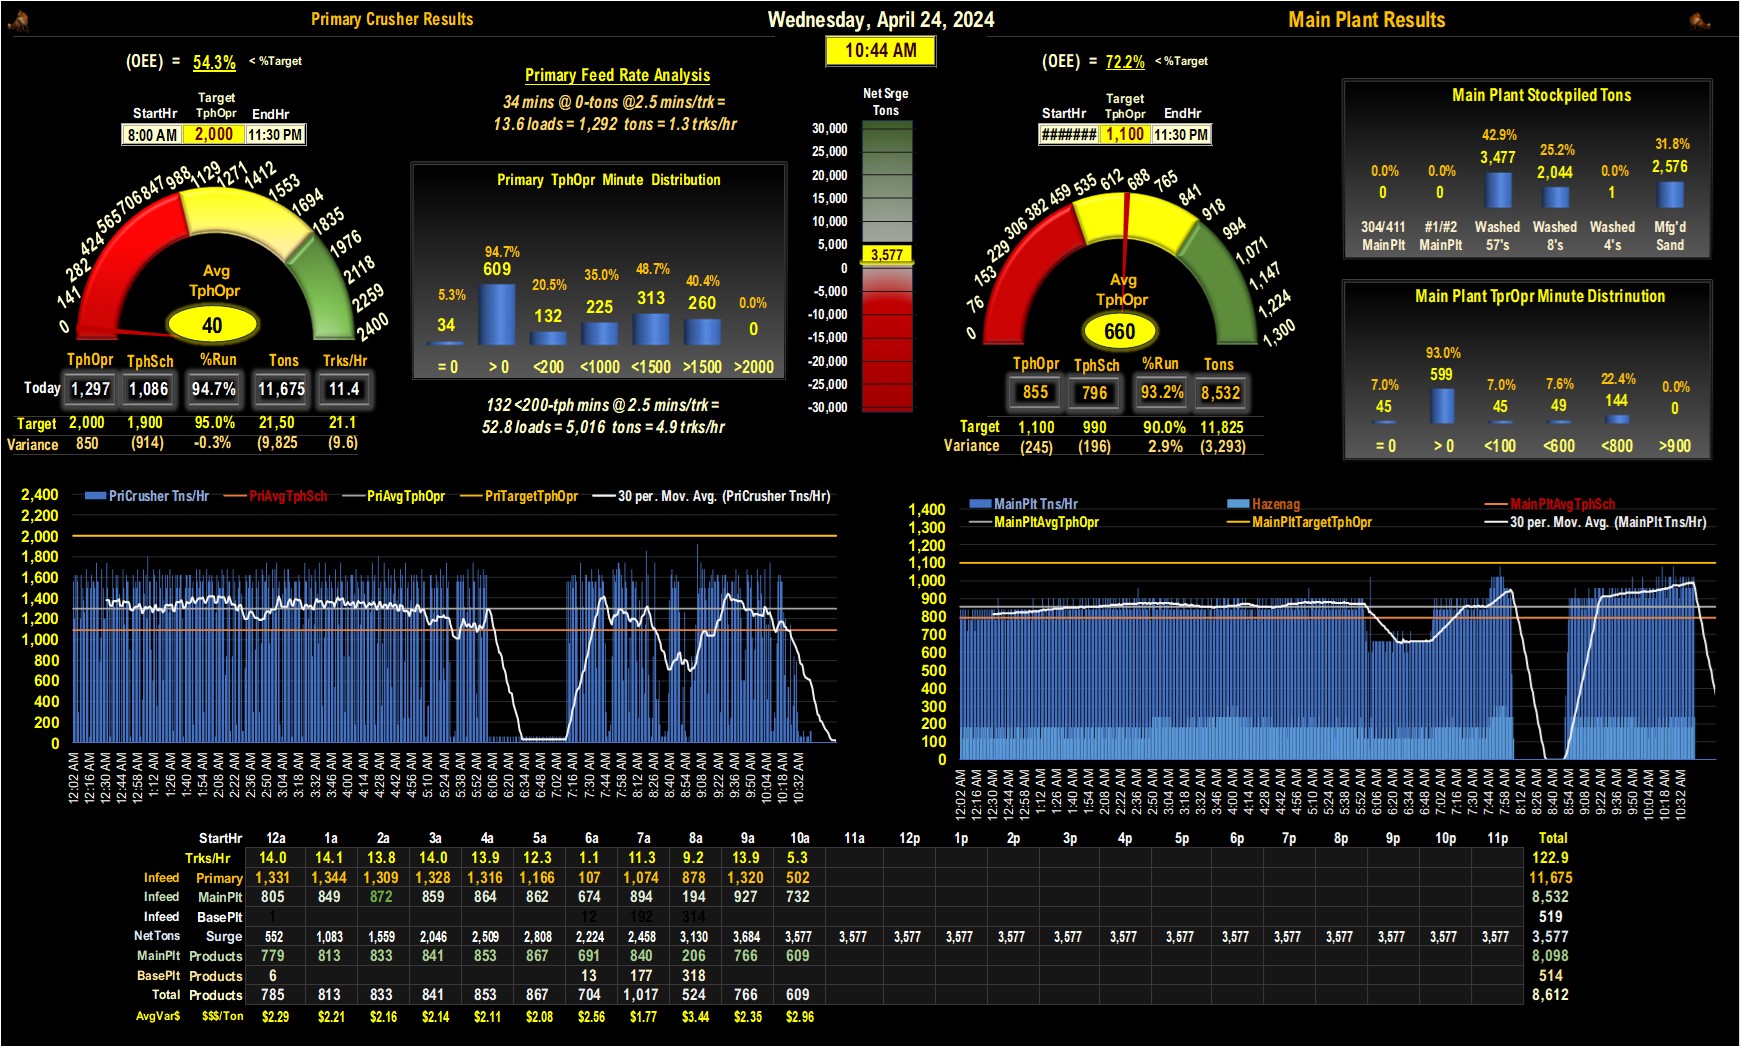 Primary Crusher Results
Wednesday, April 24, 2024
Main Plant Results
10:44 AM
(OEE) = 54.3% < %Target
StartHr Target TphOpr EndHr
8:00 AM 2,000 11:30 PM
0 141 282 424 565 706 847 988 1129 1271 1412 1553 1694 1835 1976 2118 2259 2400
Avg
TphOpr
40
TphOpr TphSch %Run Tons Trks/Hr
Today 1,297 1,086 94.7% 11,675 11.4
Target 2,000 1,900 95.0% 21,50 21.1
Variance 850 (914) -0.3% (9,825 (9.6)
Primary Feed Rate Analysis
34 mins @ 0-tons @2.5 mins/trk =
13.6 loads = 1,292 tons = 1.3 trks/hr
Primary TphOpr Minute Distribution
5.3% 94.7% 20.5% 35.0% 48.7% 40.4% 0.0%
34 609 132 225 313 260 0
= 0 > 0 <200 <1000 <1500 >1500 >2000
132 <200-tph mins @ 2.5 mins/trk =
52.8 loads = 5,016 tons = 4.9 trks/hr
Net Srge
Tons
30,000
25,000
20,000
15,000
10,000
5,000
3,577
0
-5,000
-10,000
-15,000
-20,000
-25,000
-30,000
(OEE) = 72.2% < %Target
StartHr Target TphOpr EndHr
####### 1,100 11:30 PM
0 76 153 229 306 382 459 535 612 688 765 841 918 994 1,071 1,147 1,224 1,300
Avg
TphOpr
660
TphOpr TphSch %Run Tons
855 796 93.2% 8,532
Target 1,100 990 90.0% 11,825
Variance (245) (196) 2.9% (3,293)
Main Plant Stockpiled Tons
0.0% 0.0% 42.9% 25.2% 0.0% 31.8%
0 0 3,477 2,044 1 2,576
304/411 #1/#2 Washed Washed Washed Mfg'd
MainPlt MainPlt 57's 8's 4's Sand
Main Plant TprOpr Minute Distrinution
7.0% 93.0% 7.0% 7.6% 22.4% 0.0%
45 599 45 49 144 0
= 0 > 0 <100 <600 <800 >900
PriCrusher Tns/Hr PriAvgTphSch PriAvgTphOpr PriTargetTphOpr 30 per. Mov. Avg. (PriCrusher Tns/Hr)
2,400
2,200
2,000
1,800
1,600
1,400
1,200
1,000
800
600
400
200
0
12:02 AM 12:16 AM 12:30 AM 12:44 AM 12:58 AM 1:12 AM 1:26 AM 1:40 AM 1:54 AM 2:08 AM 2:22 AM 2:36 AM 2:50 AM 3:04 AM 3:18 AM 3:32 AM 3:46 AM 4:00 AM 4:14 AM 4:28 AM 4:42 AM 4:56 AM 5:10 AM 5:24 AM 5:38 AM 5:52 AM 6:06 AM 6:20 AM 6:34 AM 6:48 AM 7:02 AM 7:16 AM 7:30 AM 7:44 AM 7:58 AM 8:12 AM 8:26 AM 8:40 AM 8:54 AM 9:08 AM 9:22 AM 9:36 AM 9:50 AM 10:04 AM 10:18 AM 10:32 AM
MainPlt Tns/Hr Hazenag MainPltAvgTphSch
MainPltAvgTphOpr MainPltTargetTphOpr 30 per. Mov. Avg. (MainPlt Tns/Hr)
1,400
1,300
1,200
1,100
1,000
900
800
700
600
500
400
300
200
100
0
12:02 AM 12:16 AM 12:30 AM 12:44 AM 12:58 AM 1:12 AM 1:26 AM 1:40 AM 1:54 AM 2:08 AM 2:22 AM 2:36 AM 2:50 AM 3:04 AM 3:18 AM 3:32 AM 3:46 AM 4:00 AM 4:14 AM 4:28 AM 4:42 AM 4:56 AM 5:10 AM 5:24 AM 5:38 AM 5:52 AM 6:06 AM 6:20 AM 6:34 AM 6:48 AM 7:02 AM 7:16 AM 7:30 AM 7:44 AM 7:58 AM 8:12 AM 8:26 AM 8:40 AM 8:54 AM 9:08 AM 9:22 AM 9:36 AM 9:50 AM 10:04 AM 10:18 AM 10:32 AM
StartHr 12a 1a 2a 3a 4a 5a 6a 7a 8a 9a 10a 11a 12p 1p 2p 3p 4p 5p 6p 7p 8p 9p 10p 11p Total
Trks/Hr 14.0 14.1 13.8 14.0 13.9 12.3 1.1 11.3 9.2 13.9 5.3 122.9
Infeed Primary 1,331 1,344 1,309 1,328 1,316 1,166 107 1,074 878 1,320 502 11,675
Infeed MainPlt 805 849 872 859 864 862 674 894 194 927 732 8,532
Infeed BasePlt 1 12 192 314 519
NetTons Surge 552 1,083 1,559 2,046 2,509 2,808 2,224 2,458 3,130 3,684 3,577 3,577 3,577 3,577 3,577 3,577 3,577 3,577 3,577 3,577 3,577 3,577 3,577 3,577 3,577
MainPlt Products 779 813 833 841 853 867 691 840 206 766 609 8,098
BasePlt Products 6 13 177 318 514
Total Products 785 813 833 841 853 867 704 1,017 524 766 609 8,612
AvgVar$ $$$/Ton $2.29 $2.21 $2.16 $2.14 $2.11 $2.08 $2.56 $1.77 $3.44 $2.35 $2.96